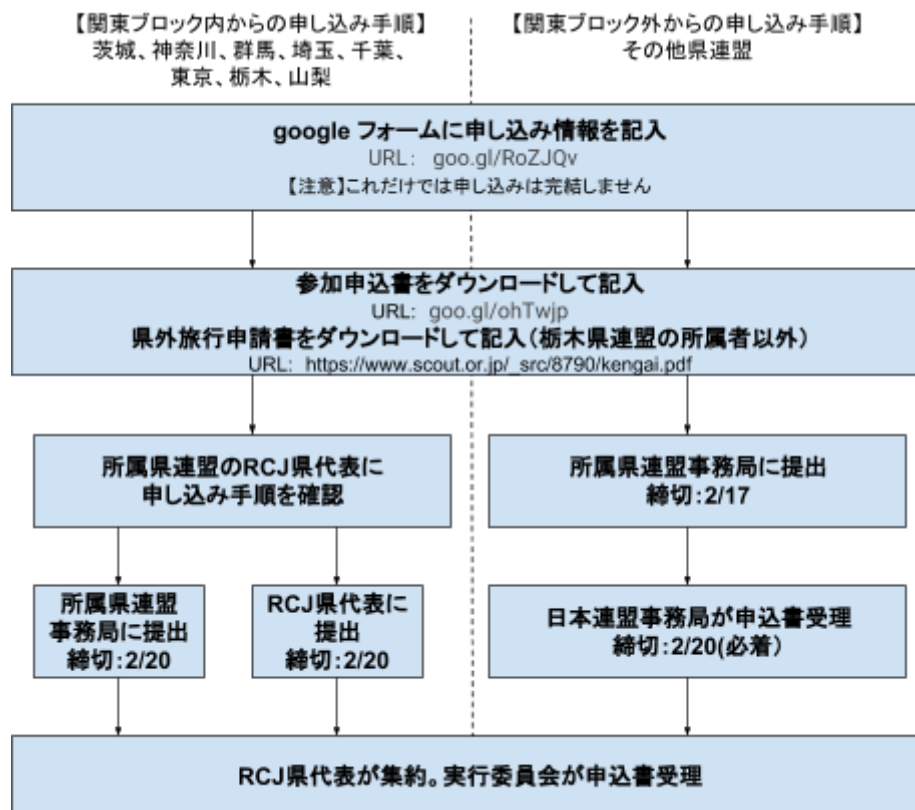 【関東ブロック内からの申し込み手順】
茨城、神奈川、群馬、埼玉、千葉、
東京、栃木、山梨
【関東ブロック外からの申し込み手順】
その他県連盟
google フォームに申し込み情報を記入
URL： goo.gl/RoZJQv
【注意】これだけでは申し込みは完結しません
参加申込書をダウンロードして記入
URL: goo.gl/ohTwjp
県外旅行申請書をダウンロードして記入（栃木県連盟の所属者以外）
URL: https://www.scout.or.jp/_src/8790/kengai.pdf
所属県連盟のRCJ県代表に
申し込み手順を確認
所属県連盟事務局に提出
締切：2/17
所属県連盟
事務局に提出
締切：2/20
RCJ県代表に
提出
締切：2/20
日本連盟事務局が申込書受理
締切：2/20(必着）
RCJ県代表が集約。実行委員会が申込書受理